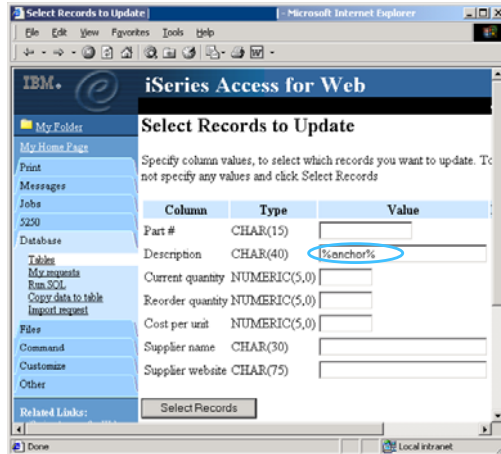 Select Records to Update | - Microsoft Internet Explorer
File Edit View Favorites Tools Help
IBM.
iSeries Access for Web
My Folder
My Home Page
Print
Messages
Jobs
5250
Database
Tables
My requests
Run SQL
Copy data to table
Import request
Files
Command
Customize
Other
Related Links:
Select Records to Update
Specify column values, to select which records you want to update. To
not specify any values and click Select Records
Column Type Value
Part # CHAR(15)
Description CHAR(40) %anchor%
Current quantity NUMERIC(5,0)
Reorder quantity NUMERIC(5,0)
Cost per unit NUMERIC(5,0)
Supplier name CHAR(30)
Supplier website CHAR(75)
Select Records
Done Local intranet